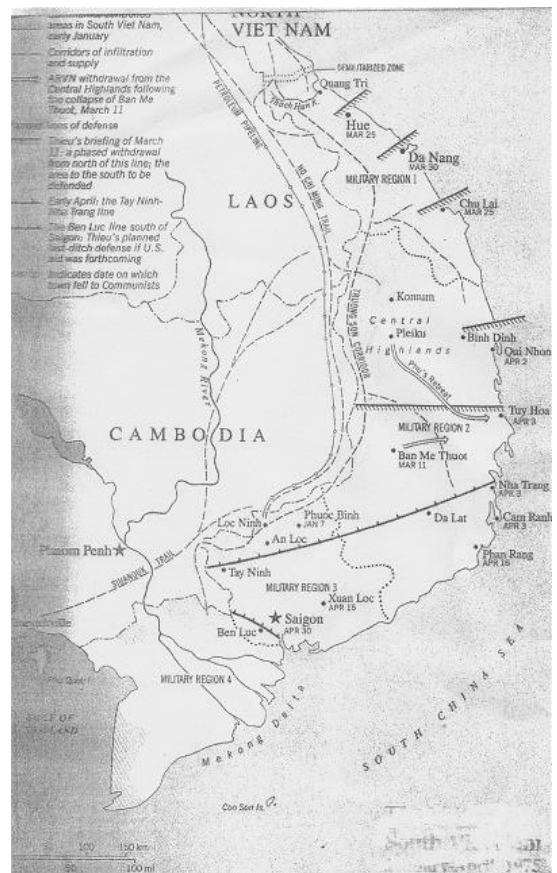 NORTH
VIET NAM
areas in South Viet Nam,
early January
Corridors of infiltration
and supply
ARVN withdrawal from the
Central Highlands following
the collapse of Ban Me
Thuot, March 11
lines of defense
Thieu's briefing of March
11: a phased withdrawal
from north of this line; the
area to the south to be
defended
Early April: the Tay Ninh-
Nha Trang line
The Ben Luc line south of
Saigon: Thieu's planned
last-ditch defense if U.S.
aid was forthcoming
Indicates date on which
town fell to Communists
DEMILITARIZED ZONE
Quang Tri
Thach Han R.
Hue
MAR 25
Da Nang
MAR 30
PETROLEUM PIPELINE
HO CHI MINH TRAIL
MILITARY REGION 1
LAOS
Chu Lai
MAR 25
TRUONG SON CORRIDOR
Kontum
Central
Highlands
Pleiku
Binh Dinh
Qui Nhon
APR 2
Phu's Retreat
Mekong River
Tuy Hoa
APR 3
CAMBODIA
MILITARY REGION 2
Ban Me Thuot
MAR 11
Nha Trang
APR 3
Loc Ninh
Phuoc Binh
JAN 7
Da Lat
Cam Ranh
APR 3
An Loc
Phnom Penh
SIHANOUK TRAIL
Phan Rang
APR 16
Tay Ninh
MILITARY REGION 3
Xuan Loc
APR 15
Saigon
APR 30
Ben Luc
MILITARY REGION 4
Phu Quoc I.
GULF OF
Mekong Delta
SOUTH CHINA SEA
Con Son Is.
50 100 150 km
50 100 ml